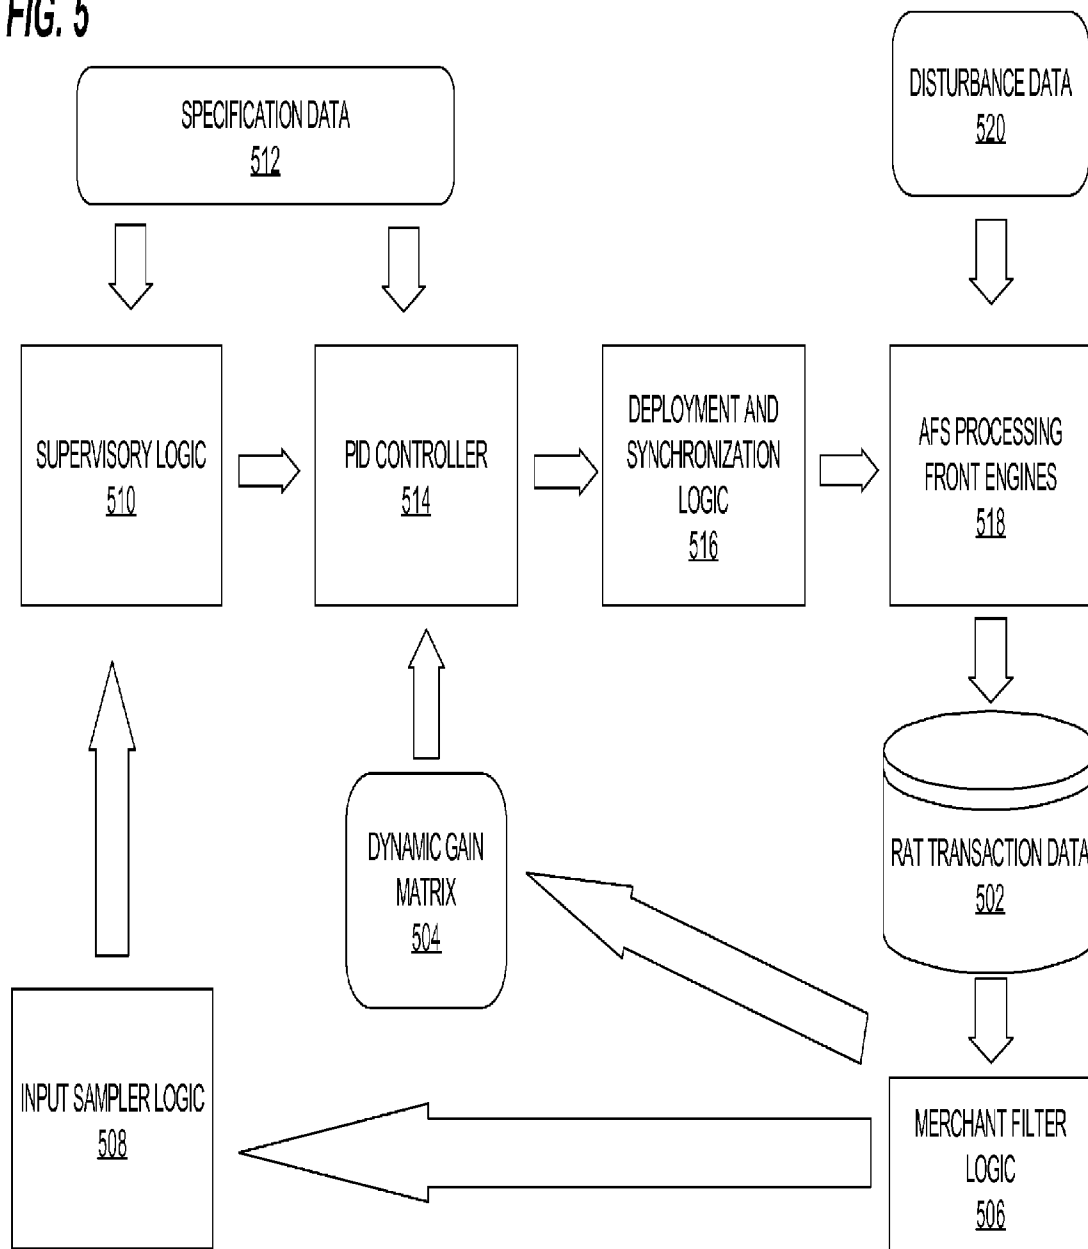 FIG. 5
SPECIFICATION DATA
512
DISTURBANCE DATA
520
SUPERVISORY LOGIC
510
PID CONTROLLER
514
DEPLOYMENT AND
SYNCHRONIZATION
LOGIC
516
AFS PROCESSING
FRONT ENGINES
518
DYNAMIC GAIN
MATRIX
504
RAT TRANSACTION DATA
502
INPUT SAMPLER LOGIC
508
MERCHANT FILTER
LOGIC
506